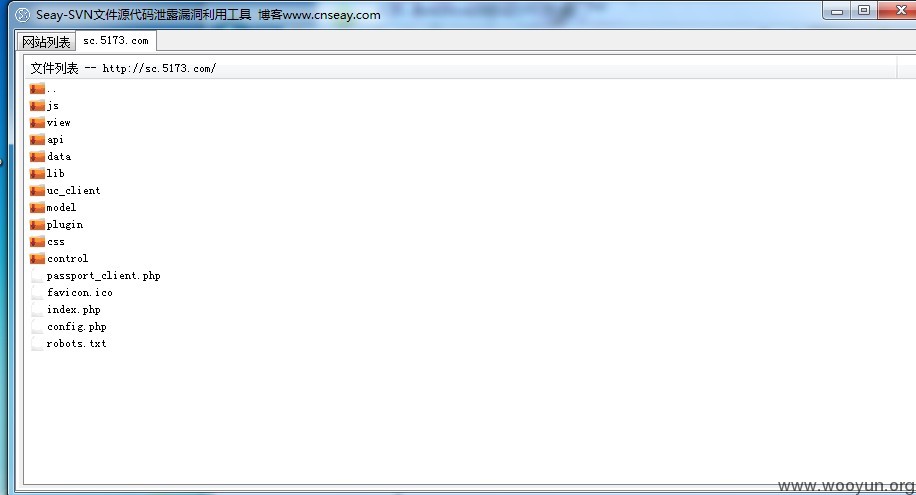 Seay-SVN文件源代码泄露漏洞利用工具 博客www.cnseay.com
网站列表 sc.5173.com
文件列表 -- http://sc.5173.com/
..
js
view
api
data
lib
uc_client
model
plugin
css
control
passport_client.php
favicon.ico
index.php
config.php
robots.txt
www.wooyun.org